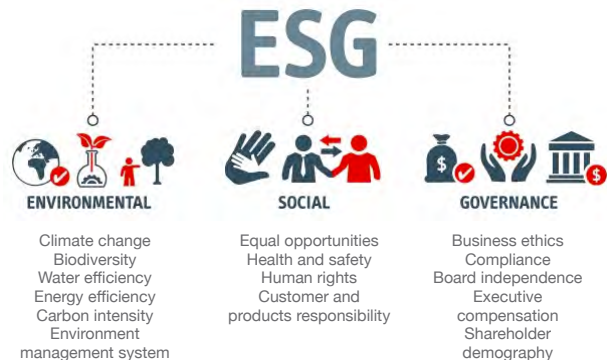 ESG
ENVIRONMENTAL
Climate change
Biodiversity
Water efficiency
Energy efficiency
Carbon intensity
Environment
management system
SOCIAL
Equal opportunities
Health and safety
Human rights
Customer and
products responsibility
$
$
GOVERNANCE
Business ethics
Compliance
Board independence
Executive
compensation
Shareholder
demography